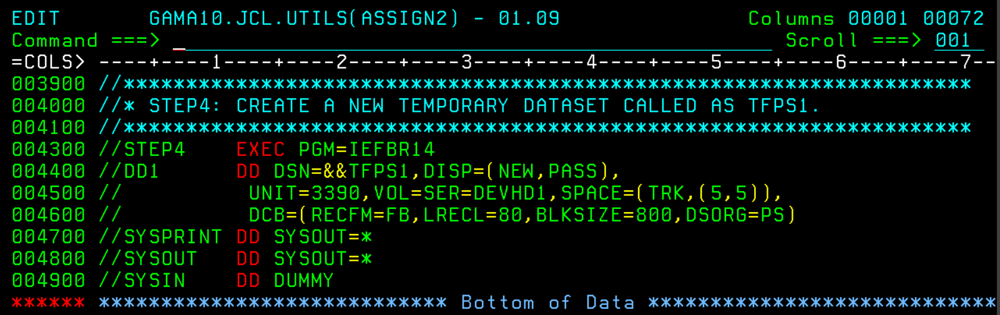 EDIT       GAMA10.JCL.UTILS(ASSIGN2) - 01.09               Columns 00001 00072
Command ===>                                                  Scroll ===> 001
=COLS> ----+----1----+----2----+----3----+----4----+----5----+----6----+----7--
003900 //********************************************************************
004000 //* STEP4: CREATE A NEW TEMPORARY DATASET CALLED AS TFPS1.
004100 //********************************************************************
004300 //STEP4    EXEC PGM=IEFBR14
004400 //DD1      DD DSN=&&TFPS1,DISP=(NEW,PASS),
004500 //          UNIT=3390,VOL=SER=DEVHD1,SPACE=(TRK,(5,5)),
004600 //          DCB=(RECFM=FB,LRECL=80,BLKSIZE=800,DSORG=PS)
004700 //SYSPRINT DD SYSOUT=*
004800 //SYSOUT   DD SYSOUT=*
004900 //SYSIN    DD DUMMY
****** **************************** Bottom of Data ****************************